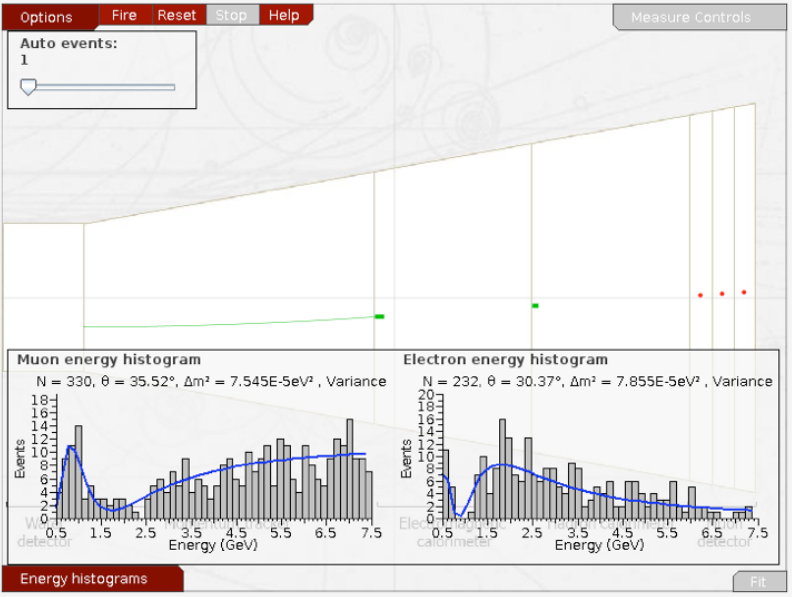 Options Fire Reset Stop Help Measure Controls
Auto events:
1
Muon energy histogram Electron energy histogram
N = 330, θ = 35.52°, Δm² = 7.545E-5eV² , Variance N = 232, θ = 30.37°, Δm² = 7.855E-5eV² , Variance
18
16
14
12
10
8
6
4
2
Events
0.5 1.5 2.5 3.5 4.5 5.5 6.5 7.5
Energy (GeV)
20
18
16
14
12
10
8
6
4
2
0
Events
0.5 1.5 2.5 3.5 4.5 5.5 6.5 7.5
Energy (GeV)
detector calorimeter detector
Energy histograms Fit